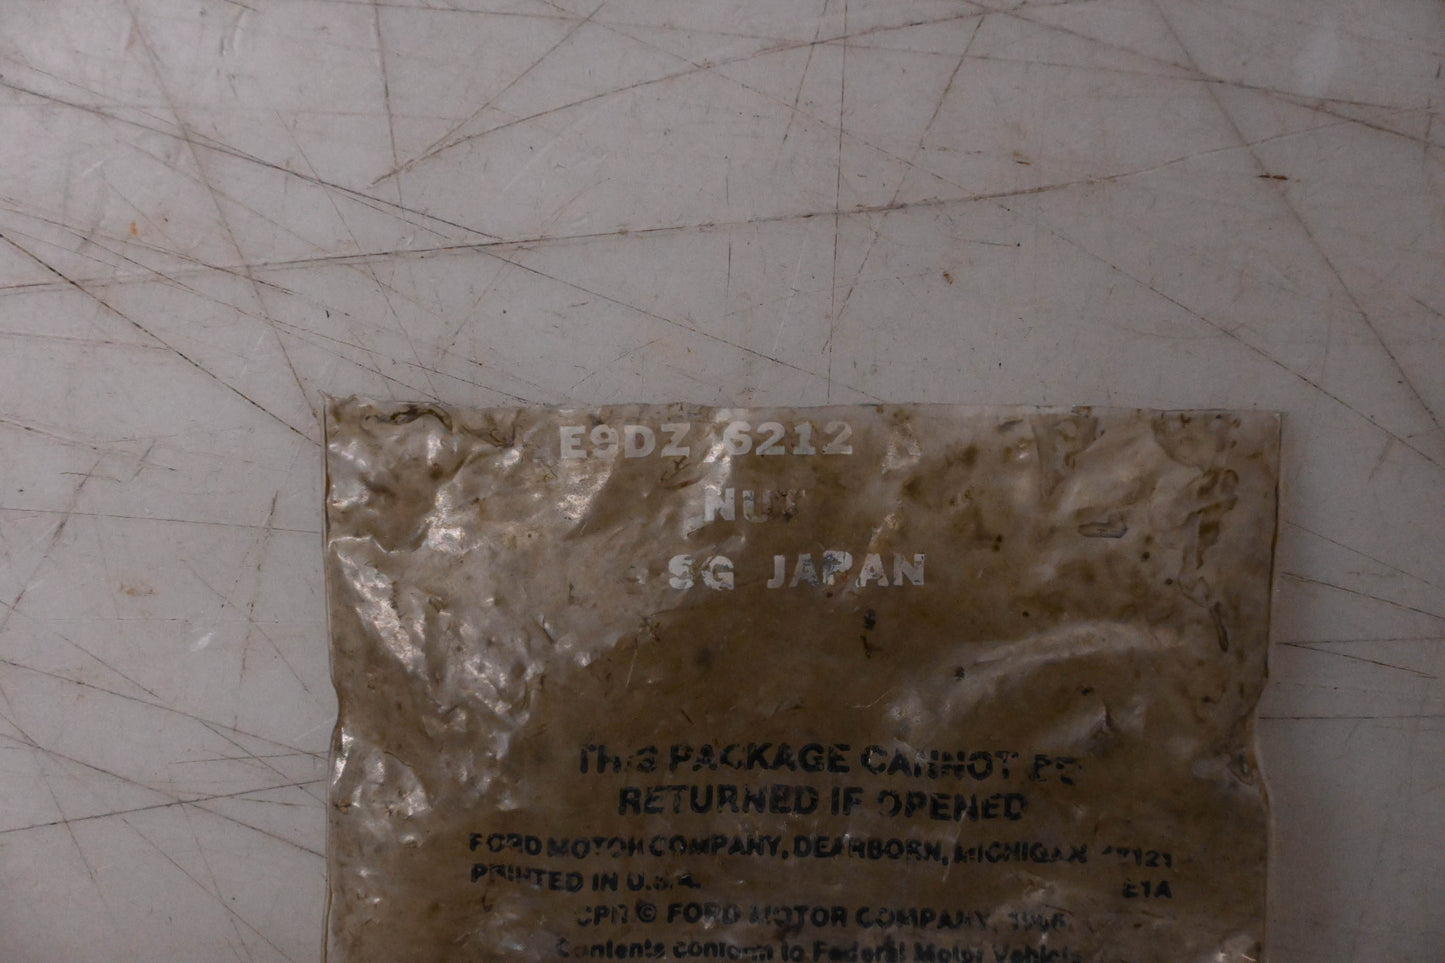 E9DZ 6212 A
NUT
SG JAPAN
THIS PACKAGE CANNOT BE
RETURNED IF OPENED
FORD MOTOR COMPANY, DEARBORN, MICHIGAN
PRINTED IN U.S.A. E1A
CPR. © FORD MOTOR COMPANY,
Contents conform to Federal Motor Vehicle